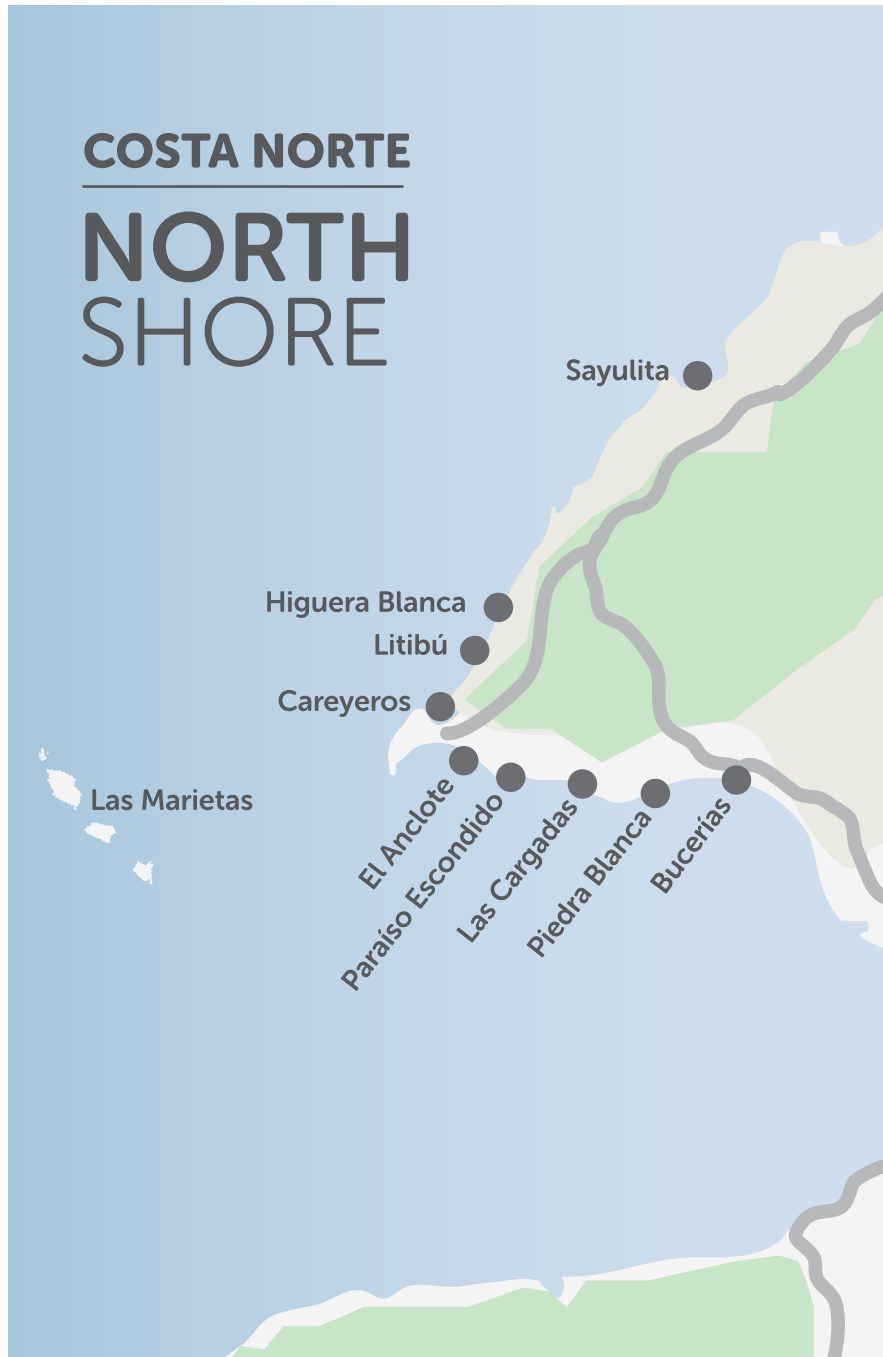 COSTA NORTE
NORTH
SHORE
Sayulita
Higuera Blanca
Litibú
Careyeros
Las Marietas
El Anclote
Paraíso Escondido
Las Cargadas
Piedra Blanca
Bucerías